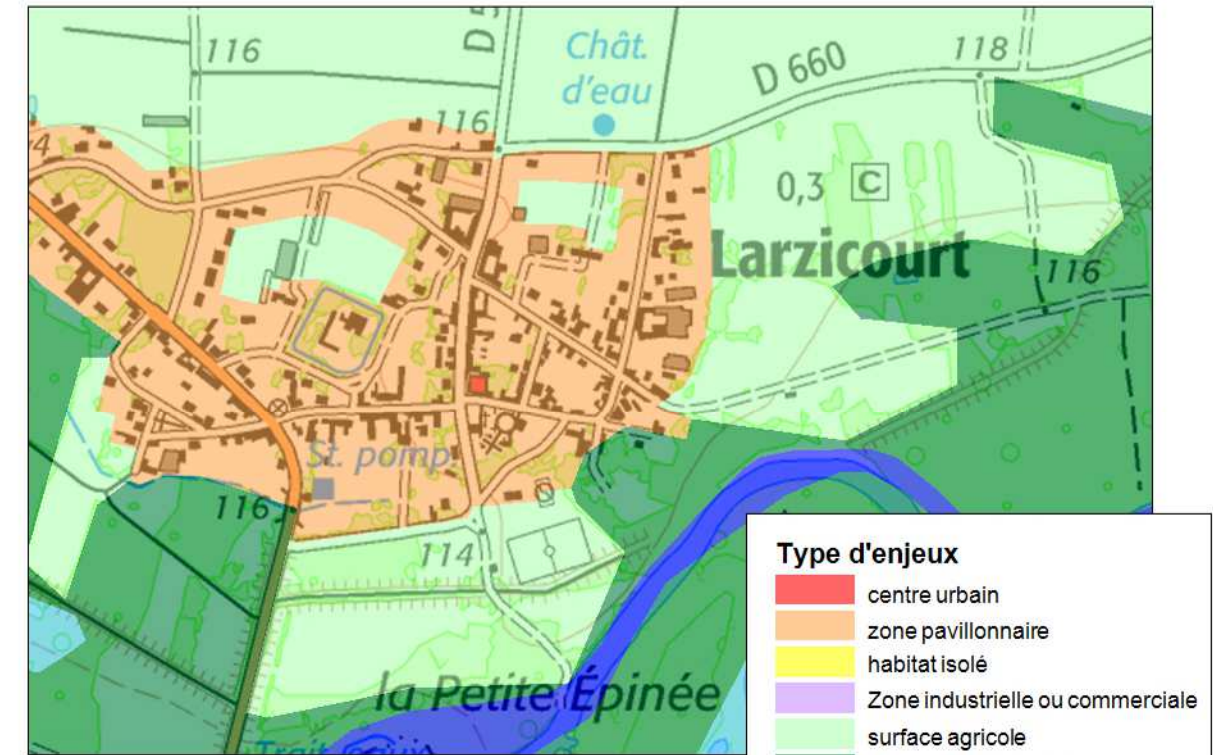 116
D 5
Chât.
d'eau
D 660
118
116
0,3 C
Larzicourt
116
St. pomp.
116
114
la Petite Épinée
Type d'enjeux
centre urbain
zone pavillonnaire
habitat isolé
Zone industrielle ou commerciale
surface agricole